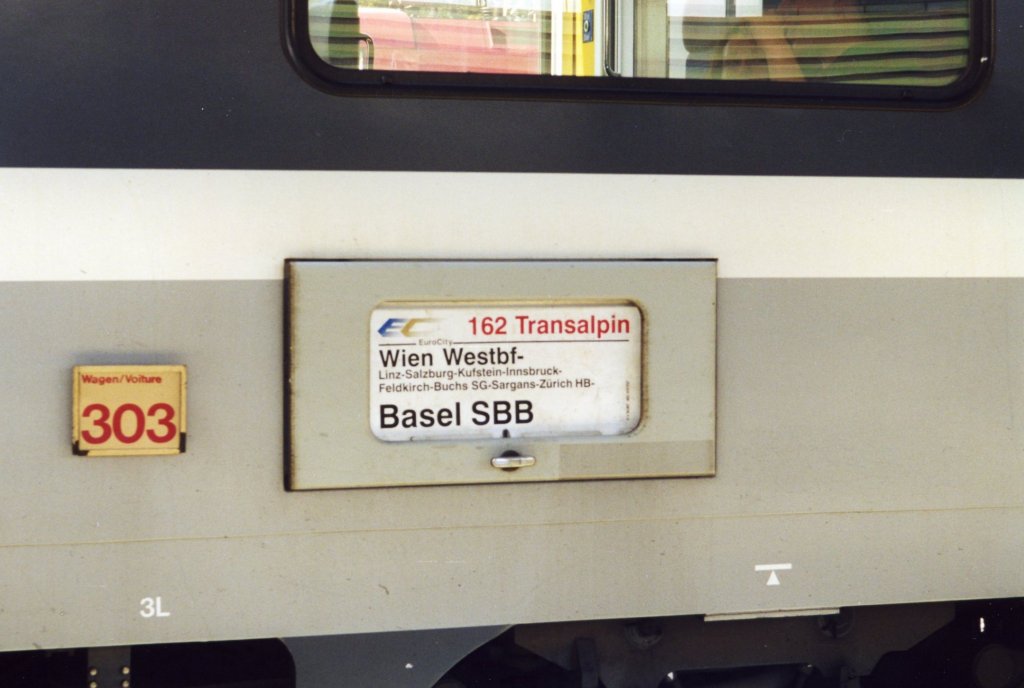 EC
EuroCity
162 Transalpin
Wien Westbf-
Linz-Salzburg-Kufstein-Innsbruck-
Feldkirch-Buchs SG-Sargans-Zürich HB-
Basel SBB
Wagen/Voiture
303
3L